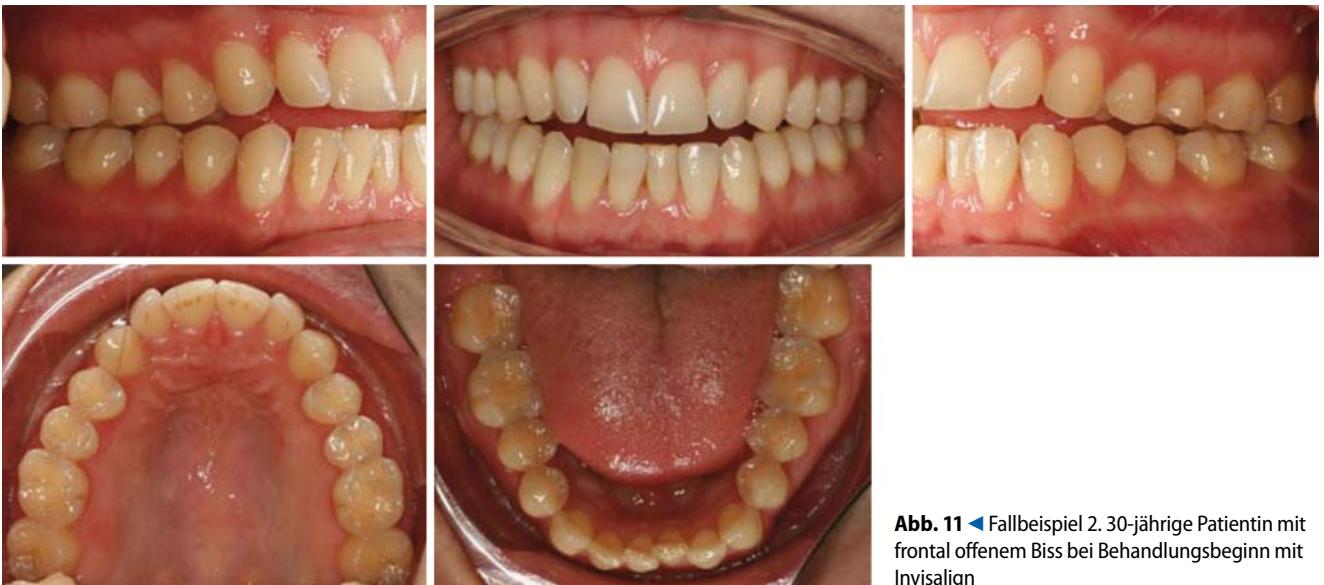 Abb. 11 ◄ Fallbeispiel 2. 30-jährige Patientin mit
frontal offenem Biss bei Behandlungsbeginn mit
Invisalign